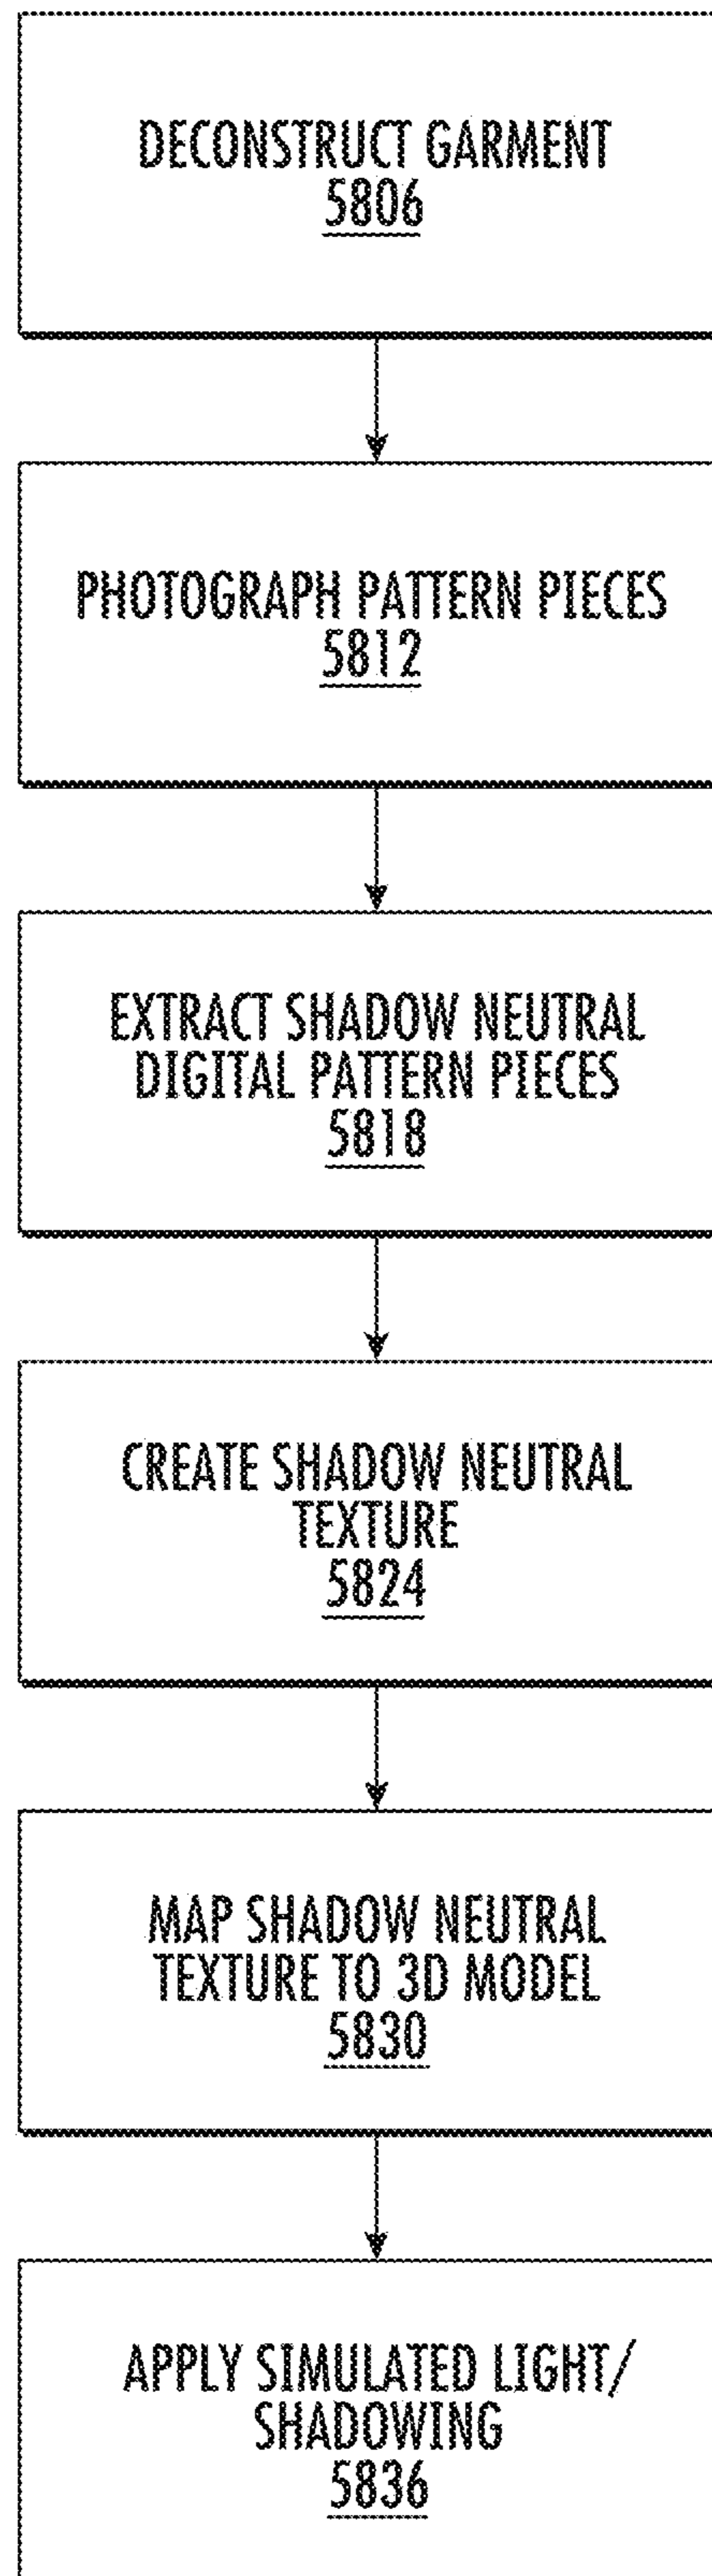 DECONSTRUCT GARMENT
5806
PHOTOGRAPH PATTERN PIECES
5812
EXTRACT SHADOW NEUTRAL
DIGITAL PATTERN PIECES
5818
CREATE SHADOW NEUTRAL
TEXTURE
5824
MAP SHADOW NEUTRAL
TEXTURE TO 3D MODEL
5830
APPLY SIMULATED LIGHT/
SHADOWING
5836